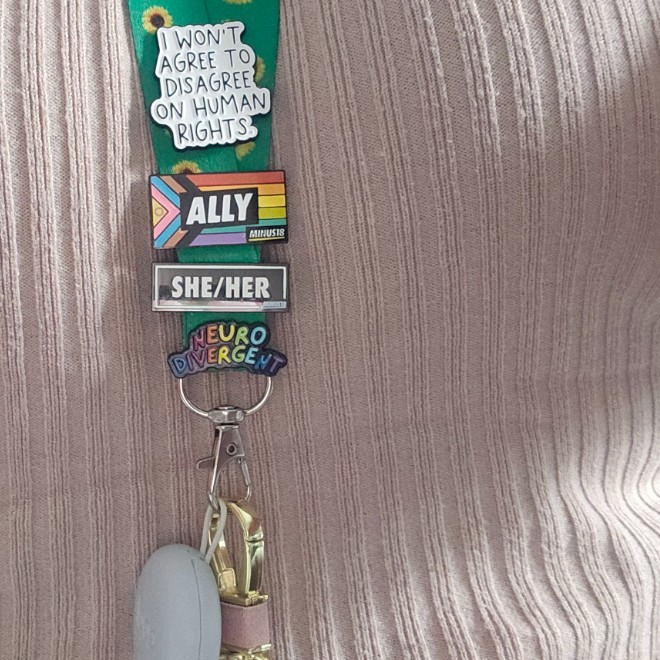 I WON'T
AGREE TO
DISAGREE
ON HUMAN
RIGHTS.
ALLY
MINUS18
SHE/HER
NEURO
DIVERGENT